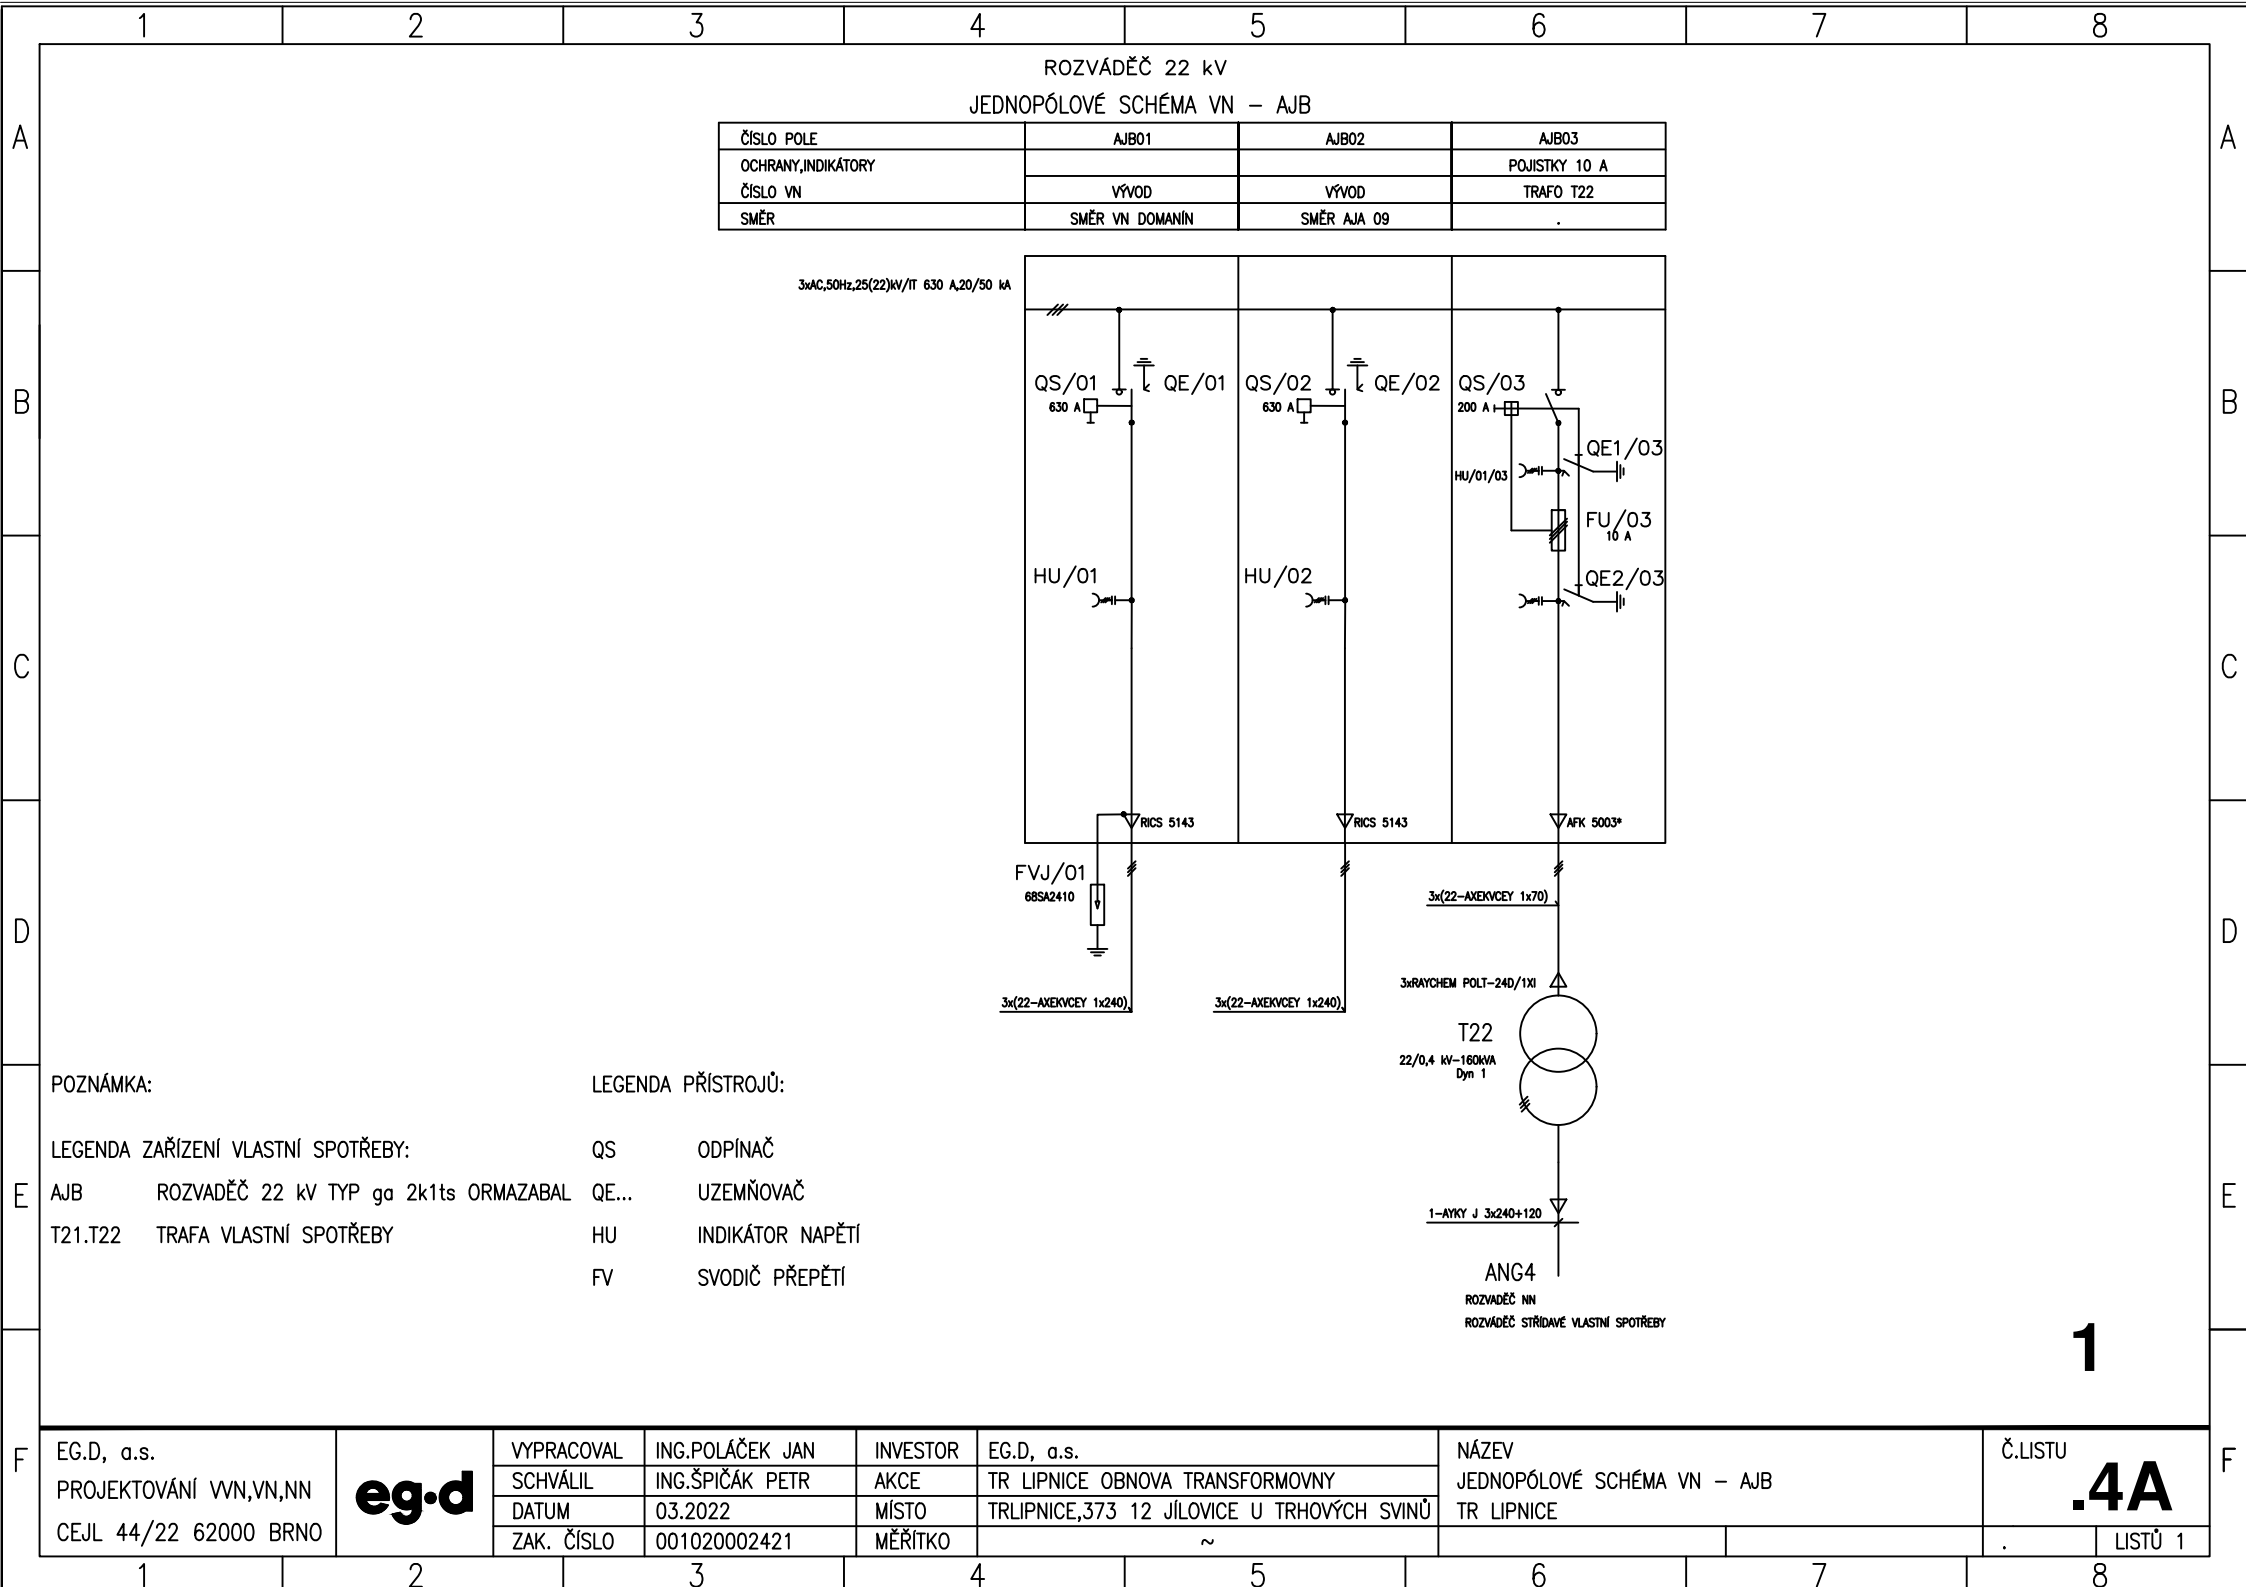 1 2 3 4 5 6 7 8
ROZVÁDĚČ 22 kV
JEDNOPÓLOVÉ SCHÉMA VN – AJB
A A
ČÍSLO POLE AJB01 AJB02 AJB03
OCHRANY,INDIKÁTORY POJISTKY 10 A
ČÍSLO VN VÝVOD VÝVOD TRAFO T22
SMĚR SMĚR VN DOMANÍN SMĚR AJA 09 .
3xAC,50Hz,25(22)kV/IT 630 A,20/50 kA
B B
QS/01 QE/01 QS/02 QE/02 QS/03
630 A 630 A 200 A
QE1/03
HU/01/03
FU/03
10 A
HU/01 HU/02 QE2/03
C C
RICS 5143 RICS 5143 AFK 5003*
FVJ/01
68SA2410
3x(22–AXEKVCEY 1x70)
D D
3xRAYCHEM POLT–24D/1XI
3x(22–AXEKVCEY 1x240) 3x(22–AXEKVCEY 1x240)
T22
22/0,4 kV–160kVA
Dyn 1
POZNÁMKA: LEGENDA PŘÍSTROJŮ:
LEGENDA ZAŘÍZENÍ VLASTNÍ SPOTŘEBY: QS ODPÍNAČ
E AJB ROZVADĚČ 22 kV TYP ga 2k1ts ORMAZABAL QE... UZEMŇOVAČ E
1–AYKY J 3x240+120
T21.T22 TRAFA VLASTNÍ SPOTŘEBY HU INDIKÁTOR NAPĚTÍ
FV SVODIČ PŘEPĚTÍ
ANG4
ROZVADĚČ NN
ROZVÁDĚČ STŘÍDAVÉ VLASTNÍ SPOTŘEBY
1
F F
EG.D, a.s.
PROJEKTOVÁNÍ VVN,VN,NN
CEJL 44/22 62000 BRNO
eg.d
VYPRACOVAL ING.POLÁČEK JAN INVESTOR EG.D, a.s.
SCHVÁLIL ING.ŠPIČÁK PETR AKCE TR LIPNICE OBNOVA TRANSFORMOVNY
DATUM 03.2022 MÍSTO TRLIPNICE,373 12 JÍLOVICE U TRHOVÝCH SVINŮ
ZAK. ČÍSLO 001020002421 MĚŘÍTKO ~
NÁZEV
JEDNOPÓLOVÉ SCHÉMA VN – AJB
TR LIPNICE
Č.LISTU
.4A
. LISTŮ 1
1 2 3 4 5 6 7 8